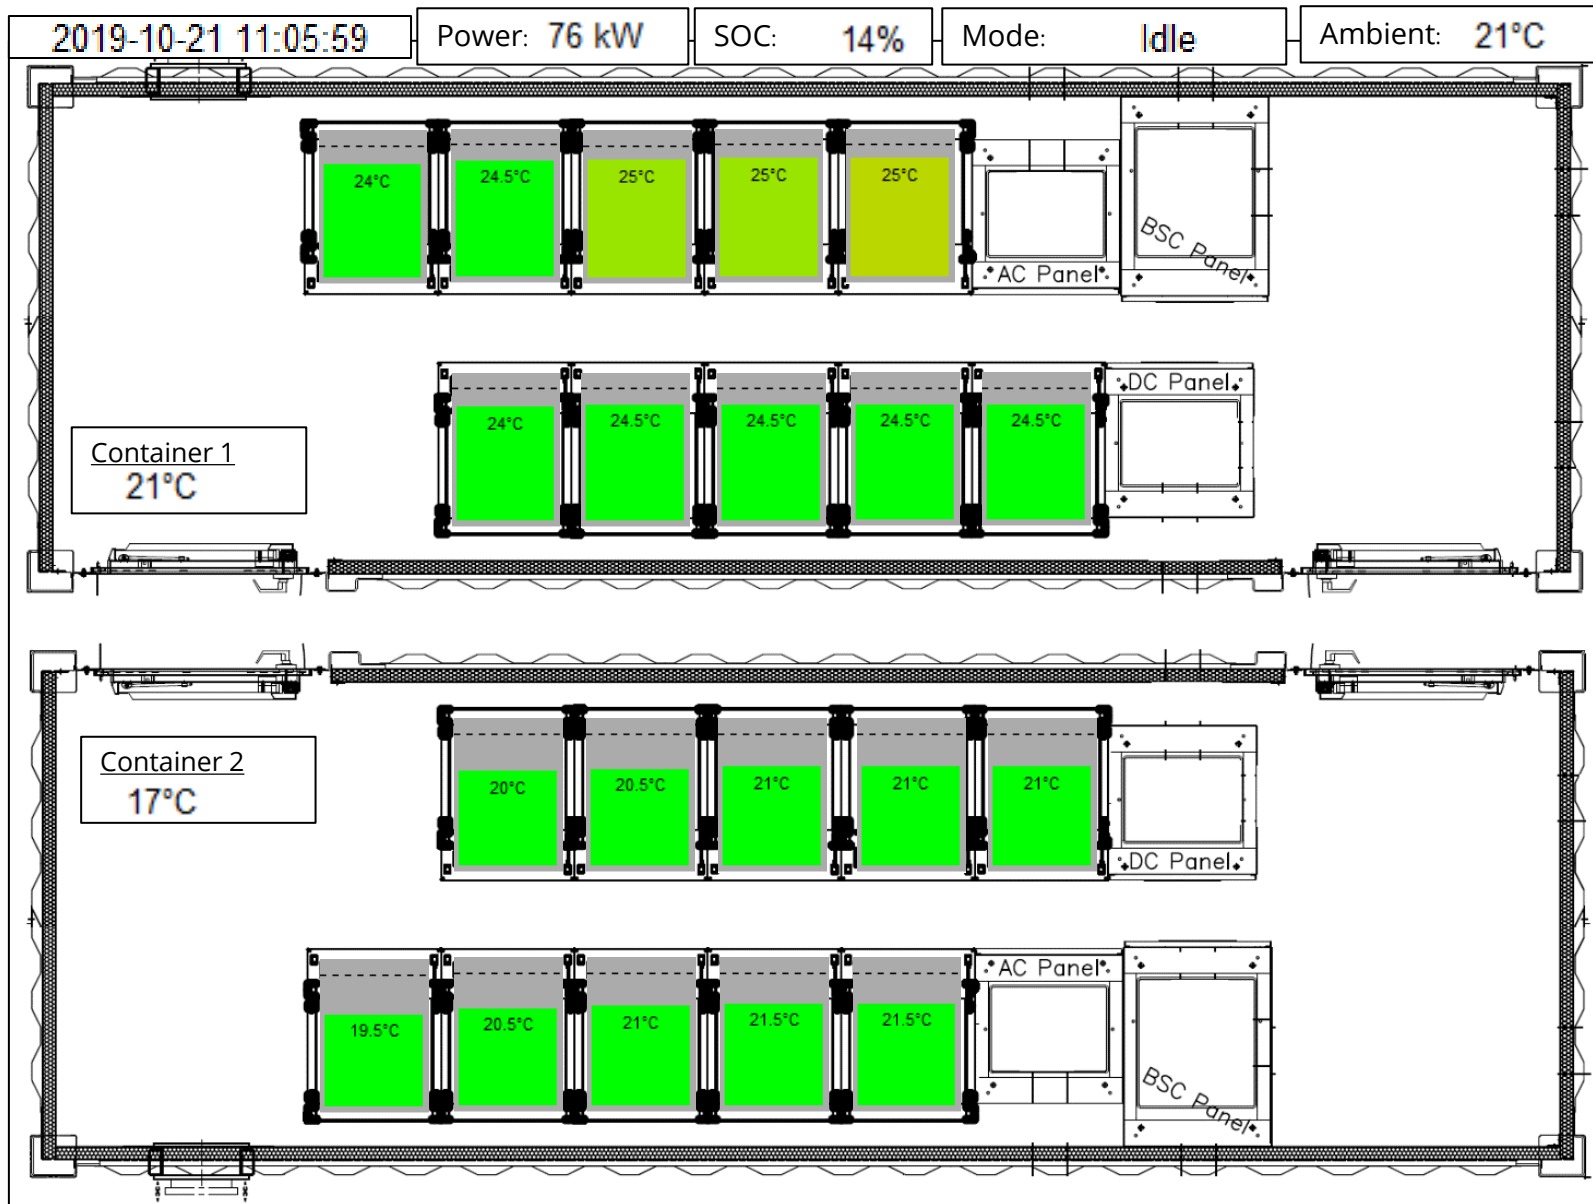 2019-10-21 11:05:59
Power: 76 kW
SOC: 14%
Mode: Idle
Ambient: 21°C
24°C 24.5°C 25°C 25°C 25°C
AC Panel
BSC Panel
DC Panel
24°C 24.5°C 24.5°C 24.5°C 24.5°C
Container 1
21°C
Container 2
17°C
20°C 20.5°C 21°C 21°C 21°C
DC Panel
AC Panel
19.5°C 20.5°C 21°C 21.5°C 21.5°C
BSC Panel